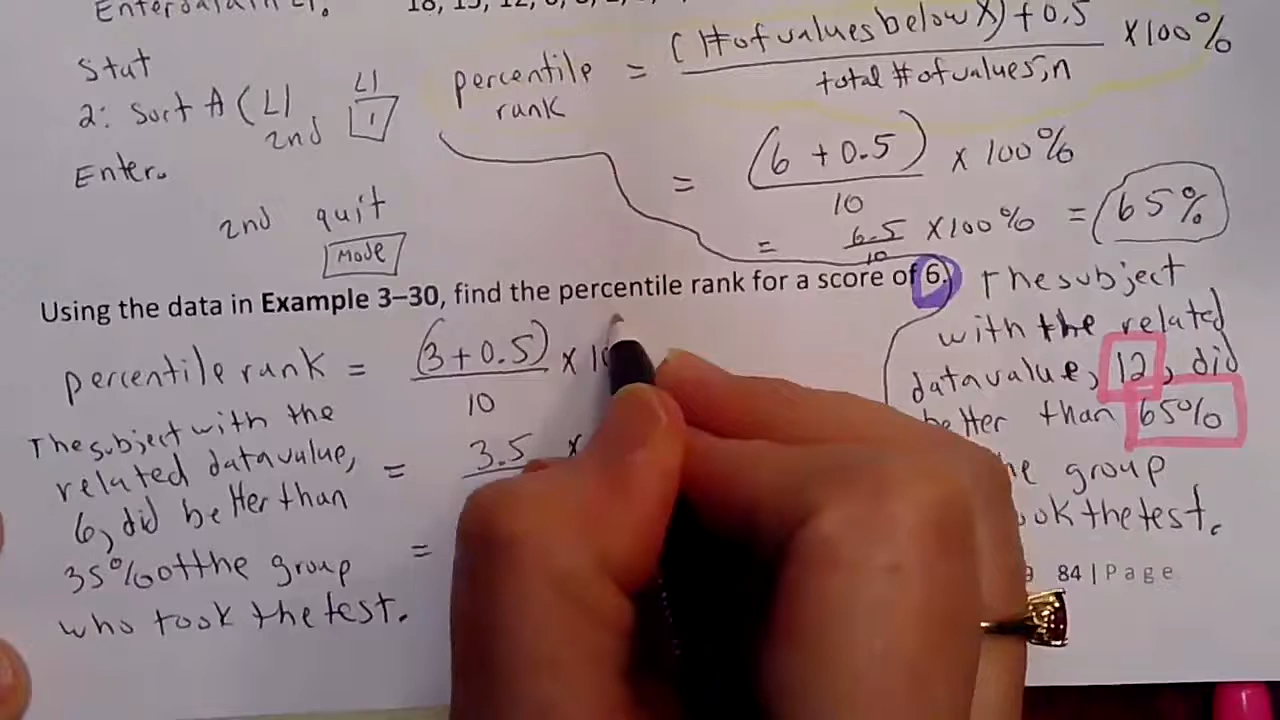 Stat
2: Sort A (L1
2nd L1 1
Enter.
2nd quit
MODE
percentile rank = (# of values below X) + 0.5 / total # of values, n × 100%
= (6 + 0.5) / 10 × 100%
= 6.5 / 10 × 100% = 65%
Using the data in Example 3–30, find the percentile rank for a score of 6.
percentile rank = (3 + 0.5) / 10 ×
= 3.5 ×
=
The subject with the
related data value,
6, did better than
35% of the group
who took the test.
The subject
with the related
data value, 12, did
better than 65%
group
the test.
84 | Page